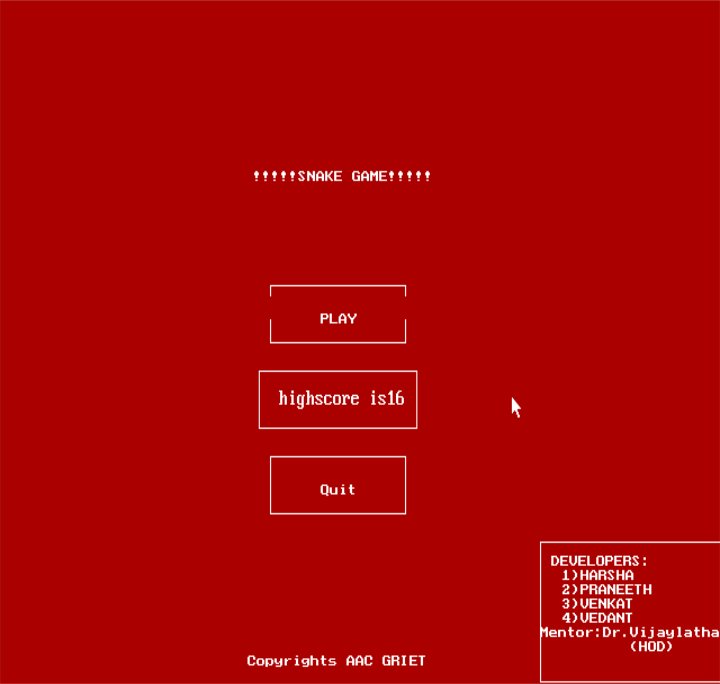 !!!!!SNAKE GAME!!!!!
PLAY
highscore is16
Quit
DEVELOPERS:
1)HARSHA
2)PRANEETH
3)VENKAT
4)VEDANT
Mentor:Dr.Vijaylatha
(HOD)
Copyrights AAC GRIET